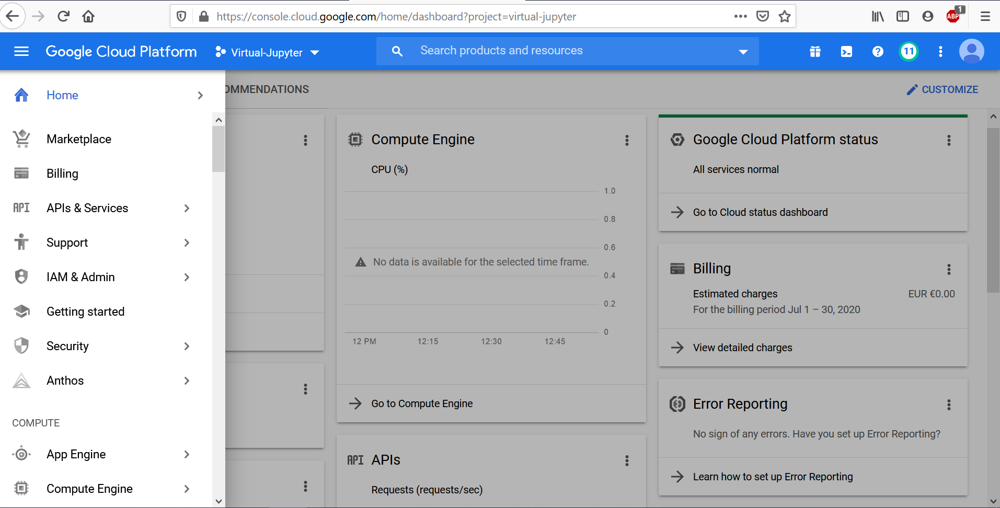 https://console.cloud.google.com/home/dashboard?project=virtual-jupyter
ABP
1
Google Cloud Platform
Virtual-Jupyter
Search products and resources
11
Home
Marketplace
Billing
API
APIs & Services
Support
IAM & Admin
Getting started
Security
Anthos
COMPUTE
App Engine
Compute Engine
OMMENDATIONS
CUSTOMIZE
Compute Engine
CPU (%)
1.0
0.8
0.6
No data is available for the selected time frame.
0.4
0.2
0
12 PM 12:15 12:30 12:45
Go to Compute Engine
API APIs
Requests (requests/sec)
Google Cloud Platform status
All services normal
Go to Cloud status dashboard
Billing
Estimated charges EUR €0.00
For the billing period Jul 1 – 30, 2020
View detailed charges
Error Reporting
No sign of any errors. Have you set up Error Reporting?
Learn how to set up Error Reporting